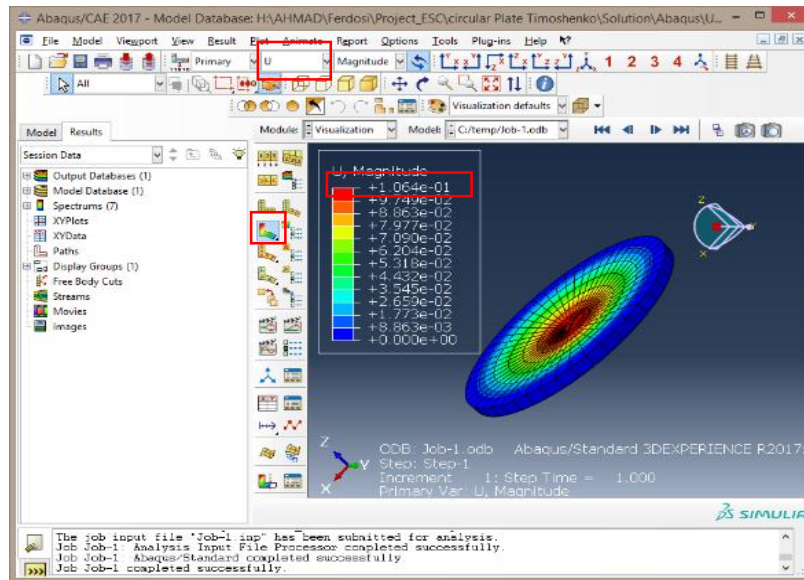 Abaqus/CAE 2017 - Model Database: H:\AHMAD\Ferdosi\Project_ESC\circular Plate Timoshenko\Solution\Abaqus\U...
File Model Viewport View Result Plot Animate Report Options Tools Plug-ins Help
Primary U Magnitude 1 2 3 4
All
Visualization defaults
Model Results Module: Visualization Model: C:/temp/Job-1.odb
Session Data
Output Databases (1)
Model Database (1)
Spectrums (7)
XYPlots
XYData
Paths
Display Groups (1)
Free Body Cuts
Streams
Movies
Images
U, Magnitude
+1.064e-01
+9.749e-02
+8.863e-02
+7.977e-02
+7.090e-02
+6.204e-02
+5.318e-02
+4.432e-02
+3.545e-02
+2.659e-02
+1.773e-02
+8.863e-03
+0.000e+00
Z
Y
X
Z
Y
X
ODB: Job-1.odb Abaqus/Standard 3DEXPERIENCE R2017
Step: Step-1
Increment 1: Step Time = 1.000
Primary Var: U, Magnitude
SIMULIA
The job input file "Job-1.inp" has been submitted for analysis.
Job Job-1: Analysis Input File Processor completed successfully.
Job Job-1: Abaqus/Standard completed successfully.
Job Job-1 completed successfully.